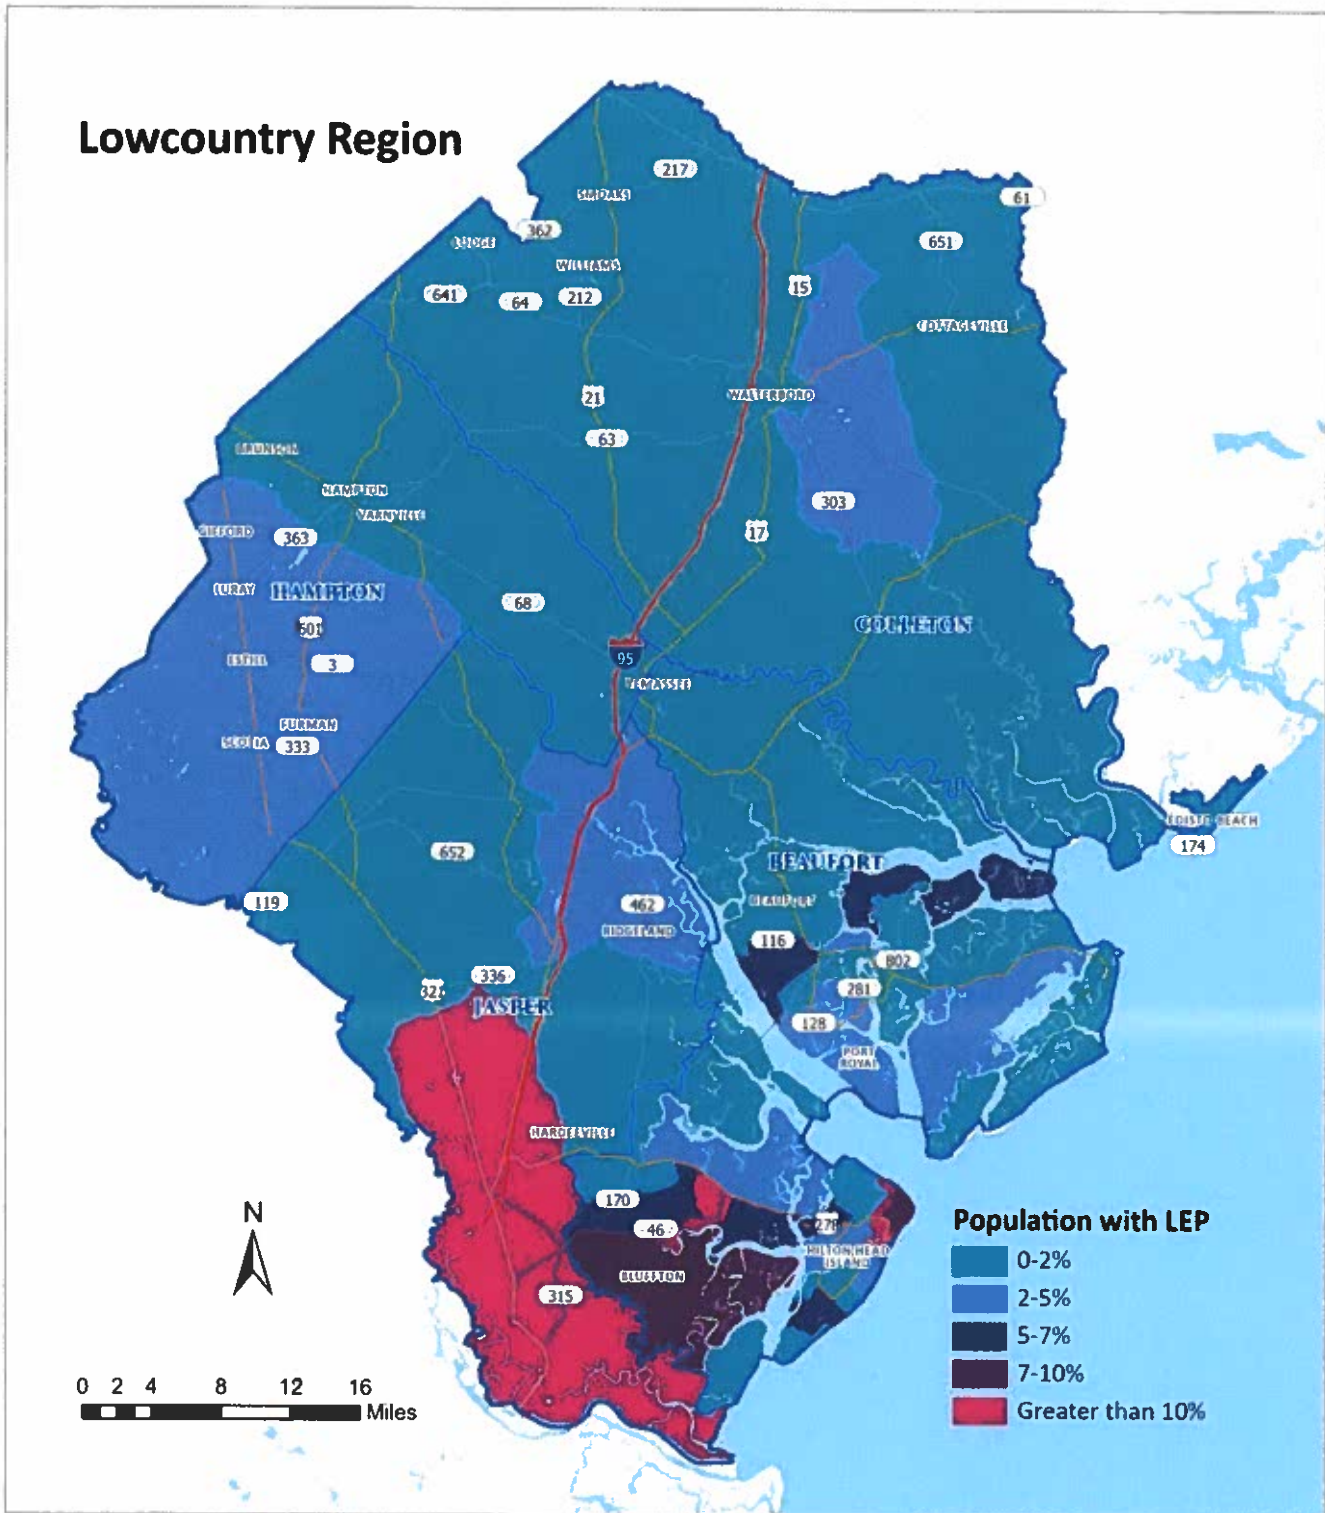 Lowcountry Region
217
SMOAKS
61
362
LODGE
651
WILLIAMS
15
641
64
212
COTTAGEVILLE
WALTERBORO
21
63
BRUNSON
HAMPTON
303
VARNVILLE
17
GIFFORD
363
LURAY
HAMPTON
68
601
COLLETON
ESTILL
3
95
YEMASSEE
FURMAN
SCOTIA
333
EDISTO BEACH
174
652
BEAUFORT
BEAUFORT
119
462
RIDGELAND
116
802
336
321
281
JASPER
128
PORT
ROYAL
HARDEEVILLE
170
278
46
HILTON HEAD
ISLAND
BLUFFTON
315
N
0 2 4 8 12 16
Miles
Population with LEP
0-2%
2-5%
5-7%
7-10%
Greater than 10%